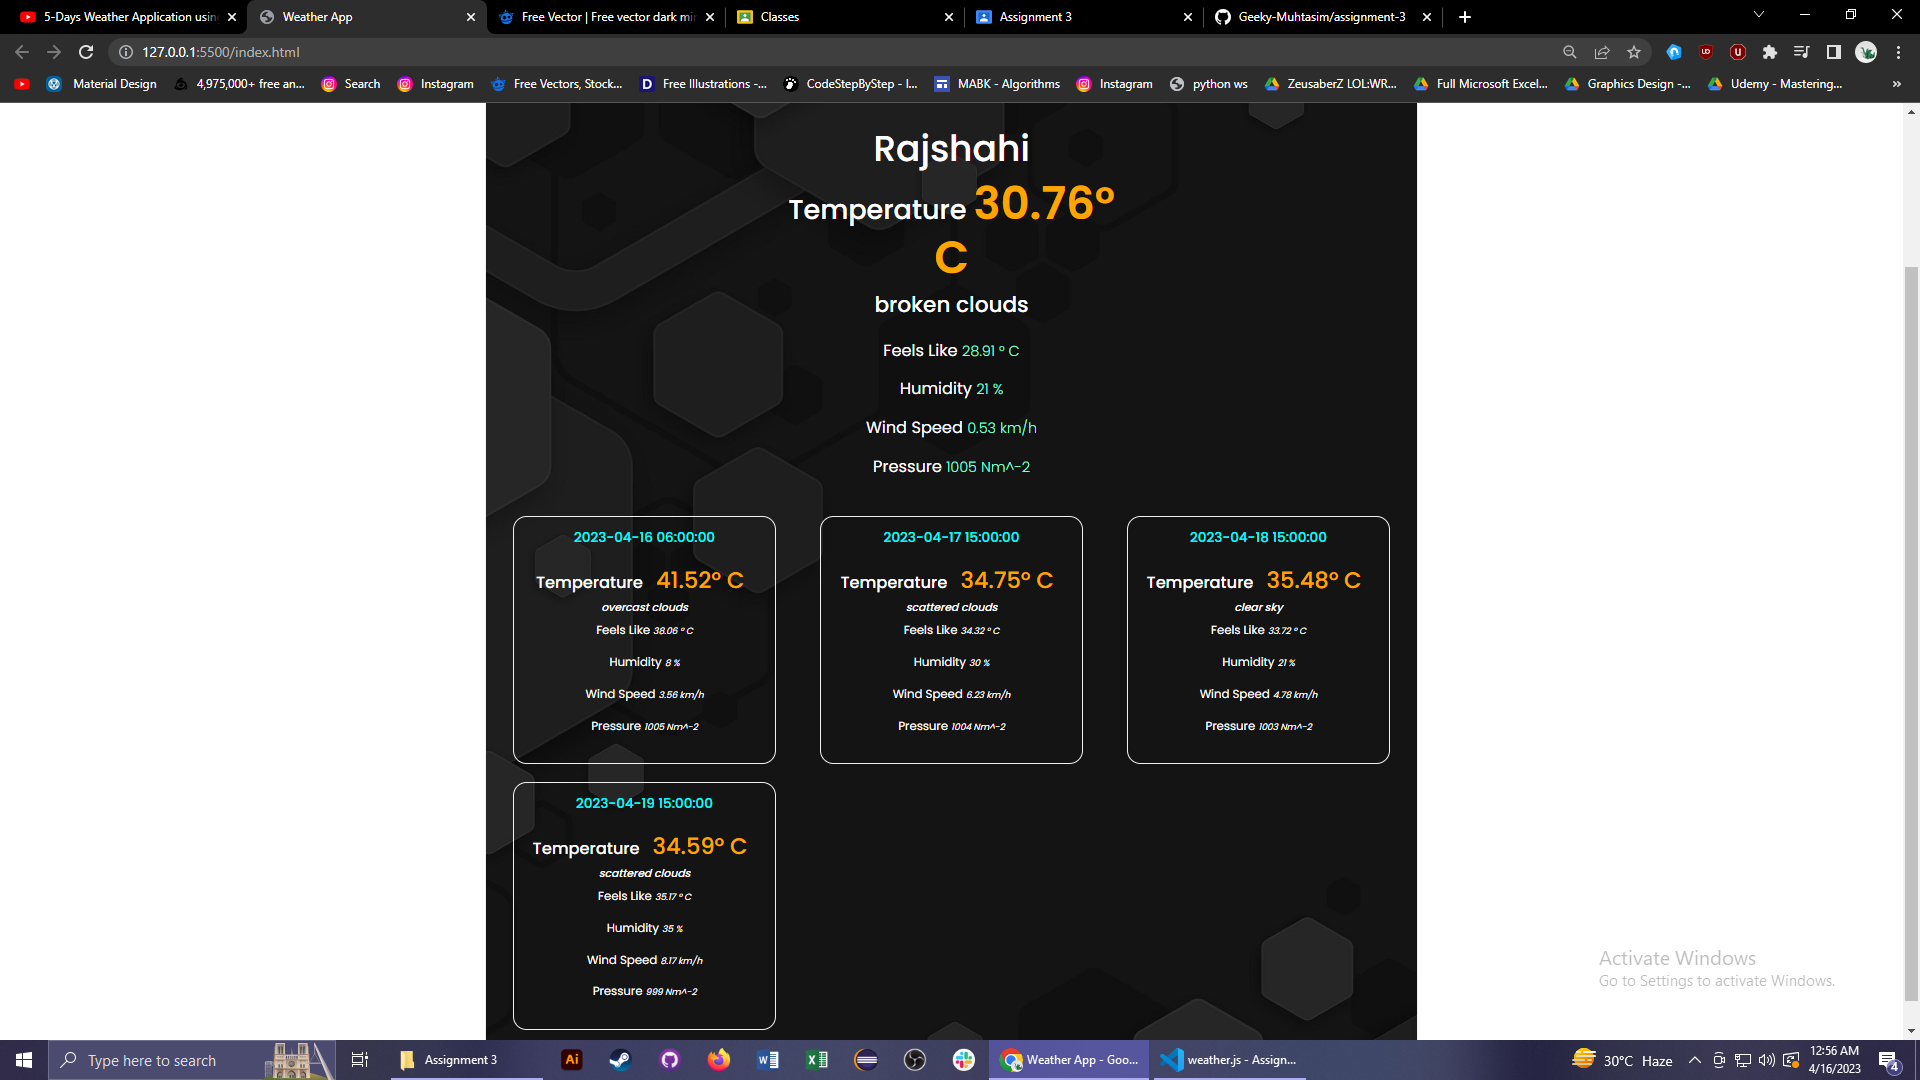 5-Days Weather Application usin
Weather App
Free Vector | Free vector dark mi
Classes
Assignment 3
Geeky-Muhtasim/assignment-3
127.0.0.1:5500/index.html
Material Design
4,975,000+ free an...
Search
Instagram
Free Vectors, Stock...
Free Illustrations -...
CodeStepByStep - I...
MABK - Algorithms
Instagram
python ws
ZeusaberZ LOL:WR...
Full Microsoft Excel...
Graphics Design -...
Udemy - Mastering...
»
Rajshahi
Temperature 30.76°
C
broken clouds
Feels Like 28.91 ° C
Humidity 21 %
Wind Speed 0.53 km/h
Pressure 1005 Nm^-2
2023-04-16 06:00:00
Temperature 41.52° C
overcast clouds
Feels Like 38.06 ° C
Humidity 8 %
Wind Speed 3.56 km/h
Pressure 1005 Nm^-2
2023-04-17 15:00:00
Temperature 34.75° C
scattered clouds
Feels Like 34.32 ° C
Humidity 30 %
Wind Speed 6.23 km/h
Pressure 1004 Nm^-2
2023-04-18 15:00:00
Temperature 35.48° C
clear sky
Feels Like 33.72 ° C
Humidity 21 %
Wind Speed 4.78 km/h
Pressure 1003 Nm^-2
2023-04-19 15:00:00
Temperature 34.59° C
scattered clouds
Feels Like 35.17 ° C
Humidity 35 %
Wind Speed 8.17 km/h
Pressure 999 Nm^-2
Activate Windows
Go to Settings to activate Windows.
Type here to search
Assignment 3
Ai
Weather App - Goo...
weather.js - Assign...
30°C Haze
12:56 AM
4/16/2023
4